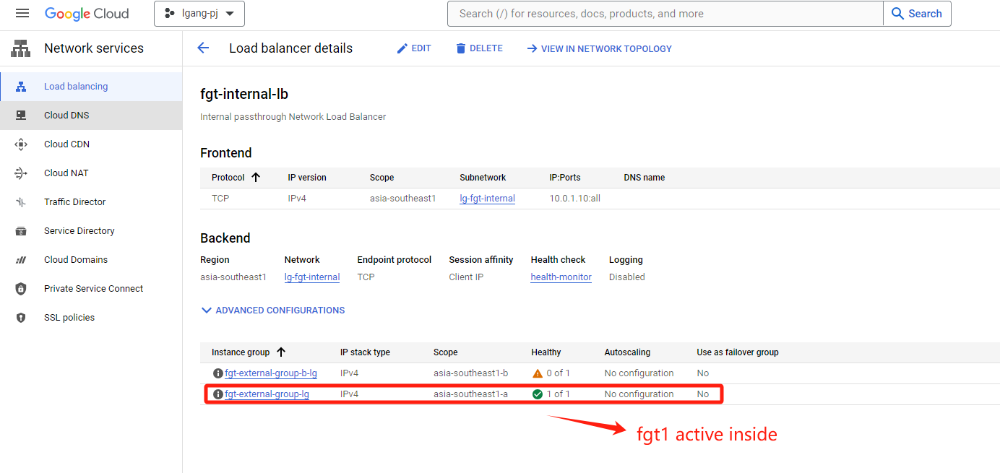 Google Cloud
lgang-pj
Search (/) for resources, docs, products, and more
Search
Network services
Load balancer details
EDIT
DELETE
VIEW IN NETWORK TOPOLOGY
Load balancing
Cloud DNS
Cloud CDN
Cloud NAT
Traffic Director
Service Directory
Cloud Domains
Private Service Connect
SSL policies
fgt-internal-lb
Internal passthrough Network Load Balancer
Frontend
Protocol IP version Scope Subnetwork IP:Ports DNS name
TCP IPv4 asia-southeast1 lg-fgt-internal 10.0.1.10:all
Backend
Region Network Endpoint protocol Session affinity Health check Logging
asia-southeast1 lg-fgt-internal TCP Client IP health-monitor Disabled
ADVANCED CONFIGURATIONS
Instance group IP stack type Scope Healthy Autoscaling Use as failover group
fgt-external-group-b-lg IPv4 asia-southeast1-b 0 of 1 No configuration No
fgt-external-group-lg IPv4 asia-southeast1-a 1 of 1 No configuration No
fgt1 active inside